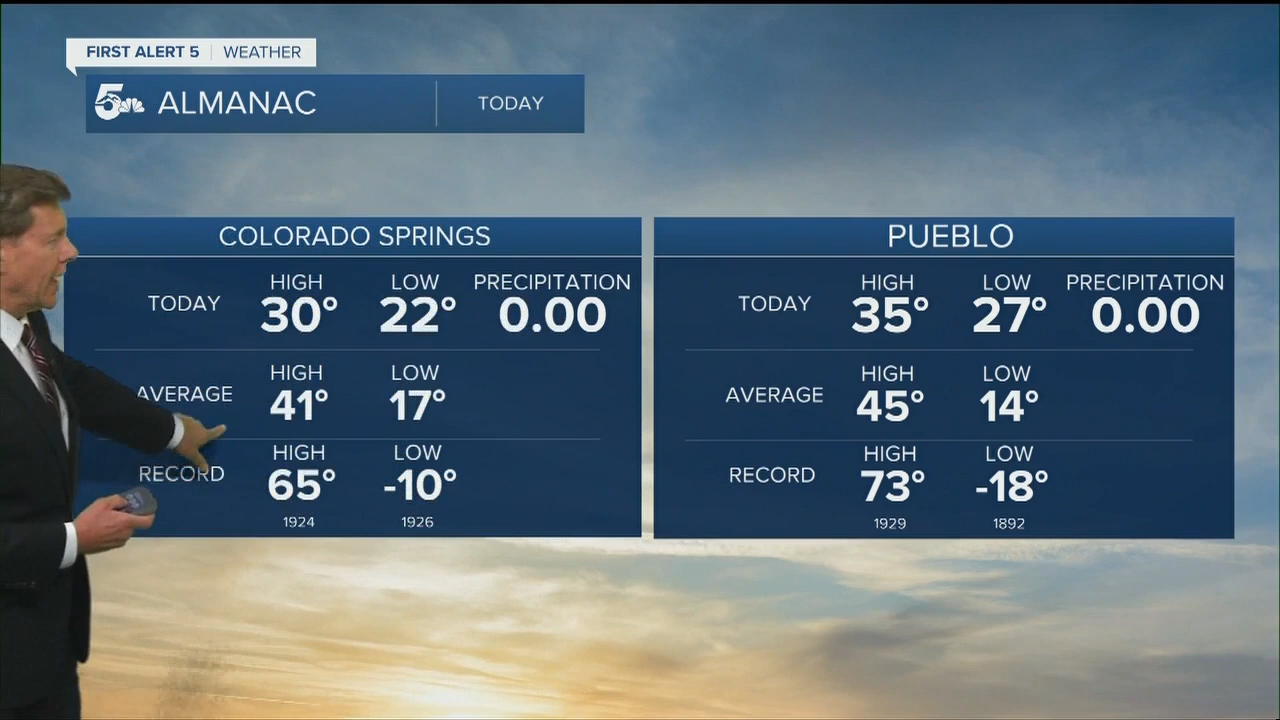 FIRST ALERT 5 | WEATHER
5 ALMANAC | TODAY
COLORADO SPRINGS
HIGH LOW PRECIPITATION
TODAY 30° 22° 0.00
HIGH LOW
AVERAGE 41° 17°
HIGH LOW
RECORD 65° -10°
1924 1926
PUEBLO
HIGH LOW PRECIPITATION
TODAY 35° 27° 0.00
HIGH LOW
AVERAGE 45° 14°
HIGH LOW
RECORD 73° -18°
1929 1892